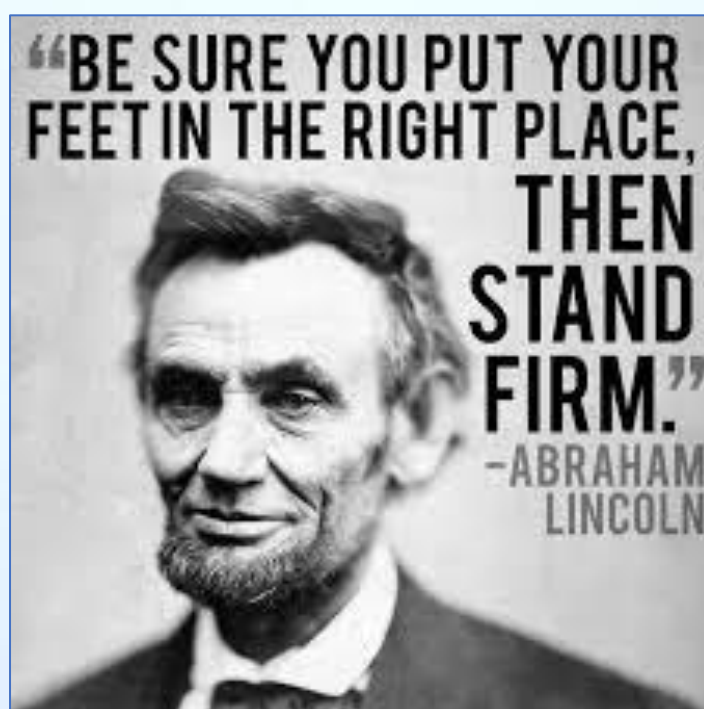 “BE SURE YOU PUT YOUR
FEET IN THE RIGHT PLACE,
THEN
STAND
FIRM.”
-ABRAHAM
LINCOLN